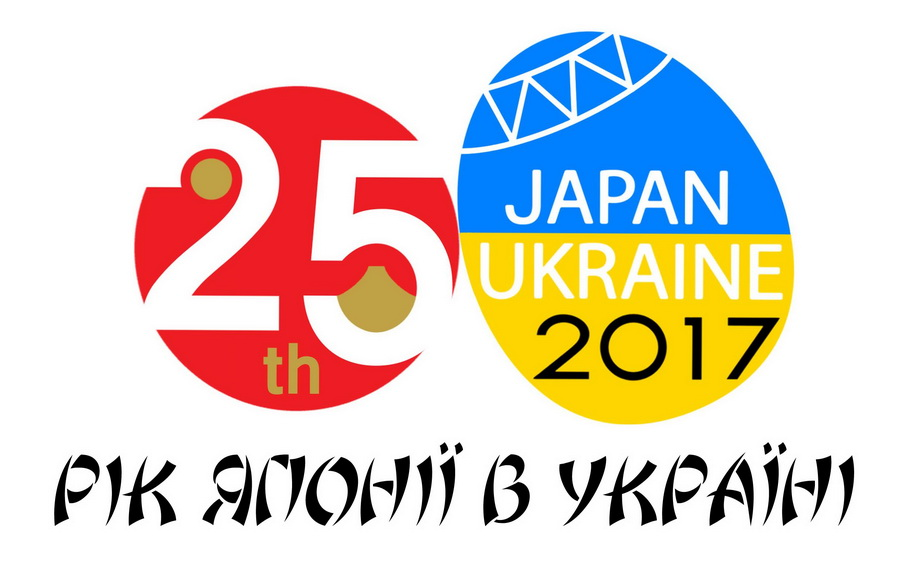 25
th
JAPAN
UKRAINE
2017
РІК ЯПОНІЇ В УКРАЇНІ